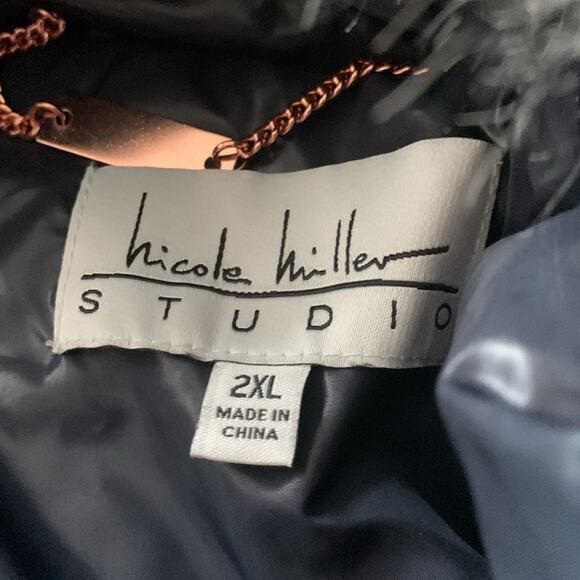 nicole miller
STUDIO
2XL
MADE IN
CHINA